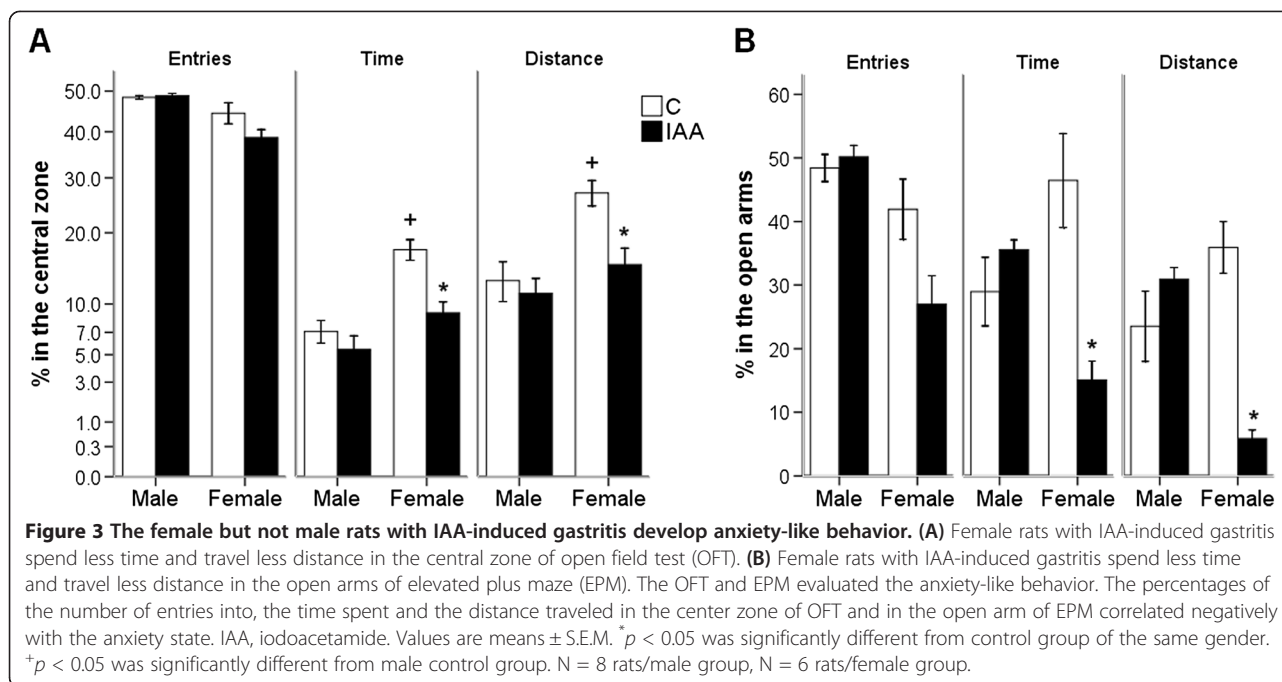 A
B
Entries Time Distance
Entries Time Distance
C
IAA
% in the central zone
50.0
40.0
30.0
20.0
10.0
7.0
5.0
3.0
1.0
0.3
0.0
+
*
+
*
Male Female Male Female Male Female
% in the open arms
60
50
40
30
20
10
0
*
*
Male Female Male Female Male Female
Figure 3 The female but not male rats with IAA-induced gastritis develop anxiety-like behavior. (A) Female rats with IAA-induced gastritis
spend less time and travel less distance in the central zone of open field test (OFT). (B) Female rats with IAA-induced gastritis spend less time
and travel less distance in the open arms of elevated plus maze (EPM). The OFT and EPM evaluated the anxiety-like behavior. The percentages of
the number of entries into, the time spent and the distance traveled in the center zone of OFT and in the open arm of EPM correlated negatively
with the anxiety state. IAA, iodoacetamide. Values are means ± S.E.M. *p < 0.05 was significantly different from control group of the same gender.
+p < 0.05 was significantly different from male control group. N = 8 rats/male group, N = 6 rats/female group.